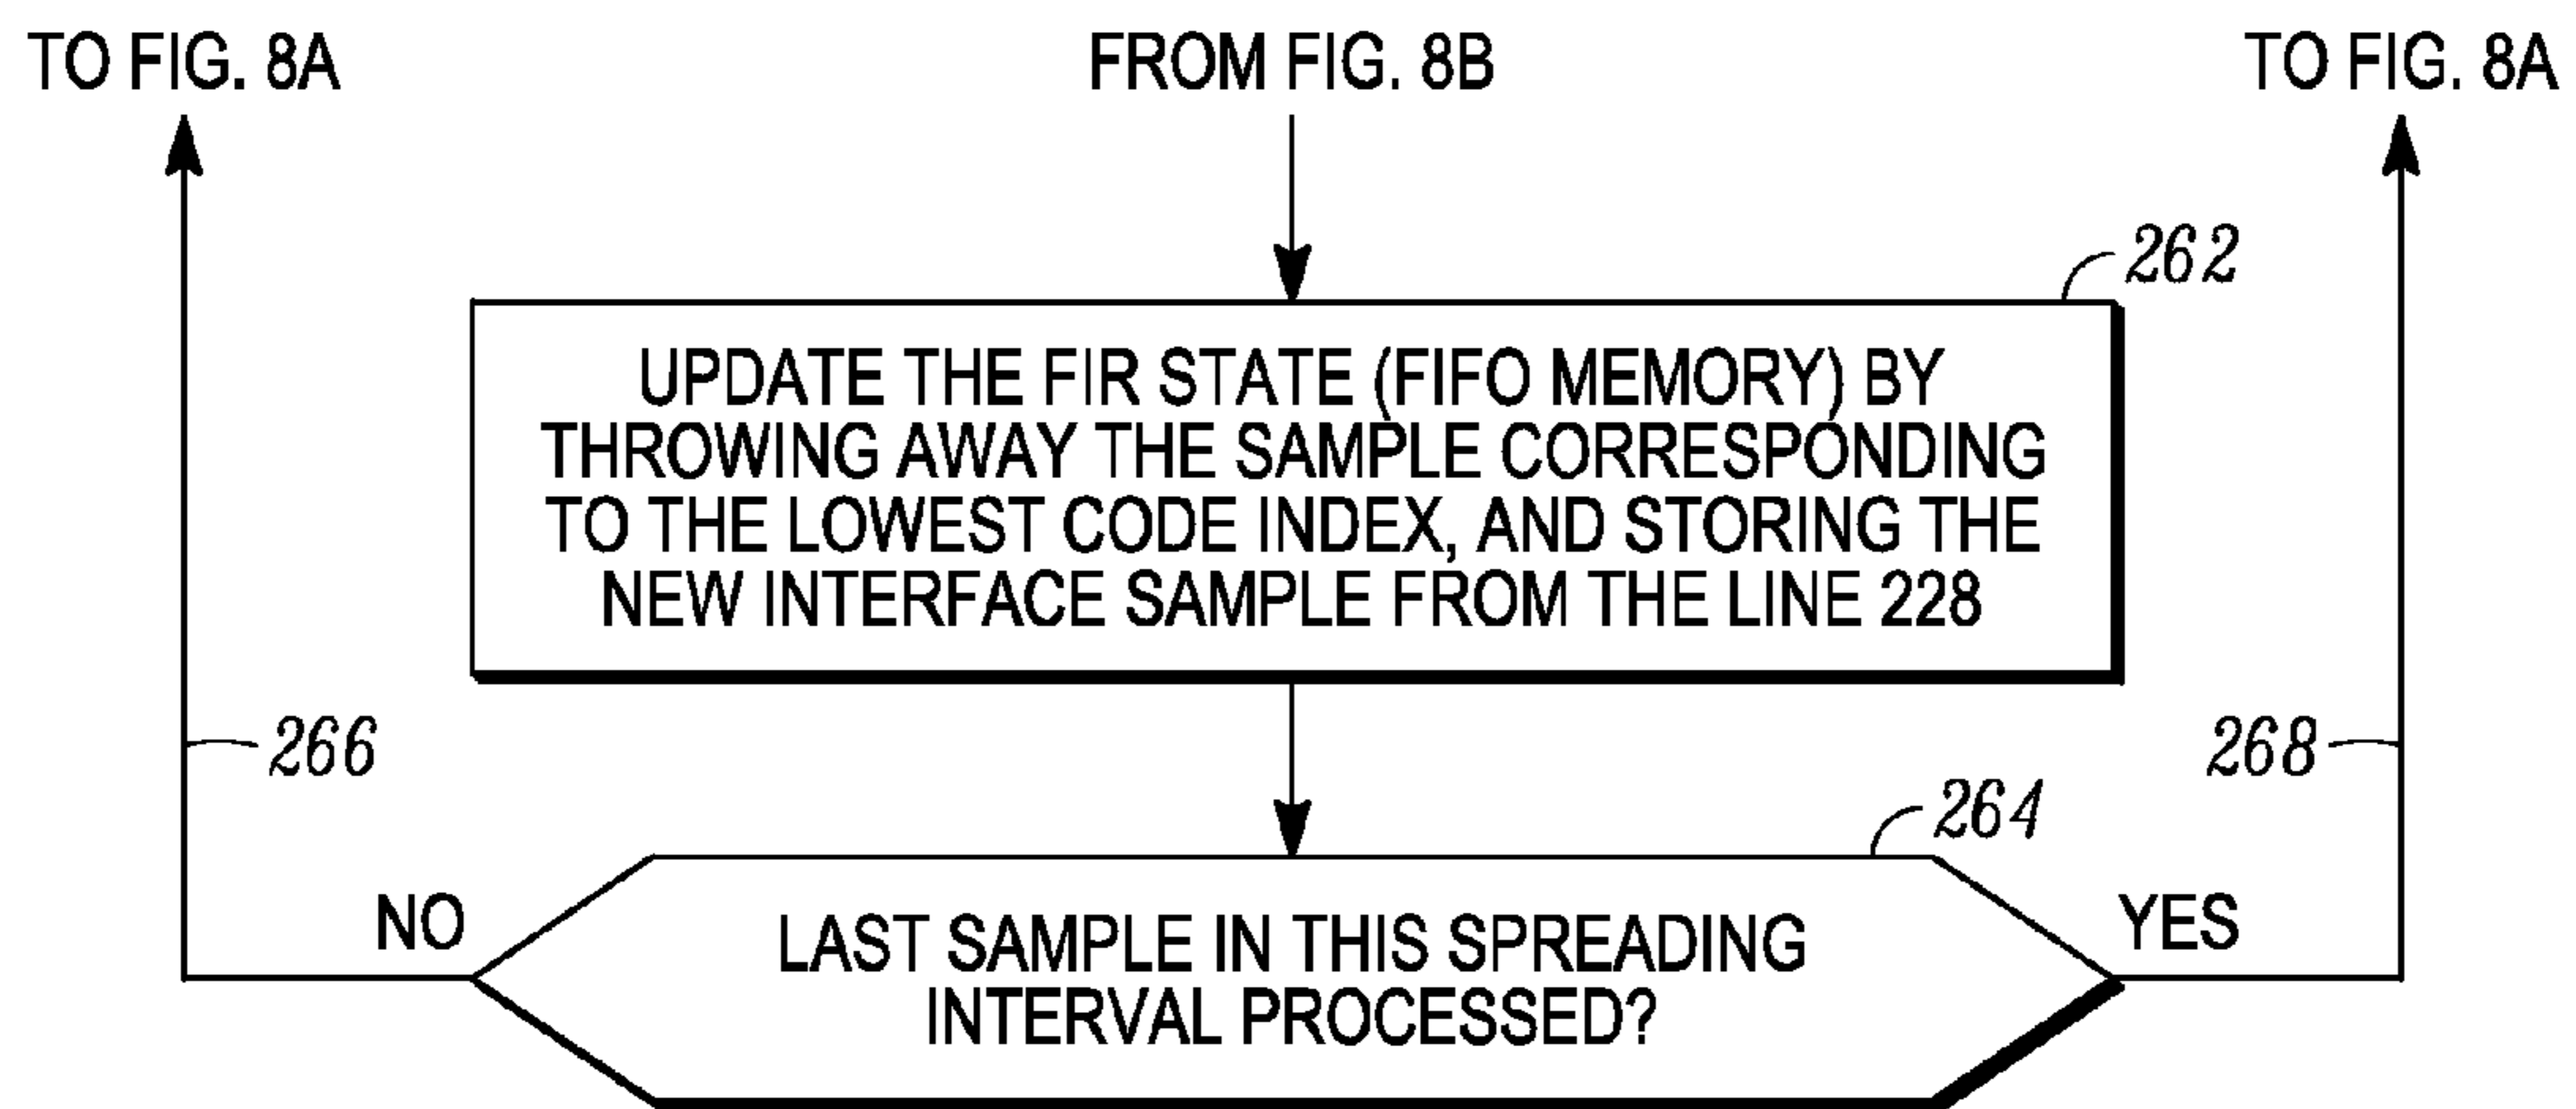 TO FIG. 8A
FROM FIG. 8B
TO FIG. 8A
262
UPDATE THE FIR STATE (FIFO MEMORY) BY
THROWING AWAY THE SAMPLE CORRESPONDING
TO THE LOWEST CODE INDEX, AND STORING THE
NEW INTERFACE SAMPLE FROM THE LINE 228
266
268
264
NO
YES
LAST SAMPLE IN THIS SPREADING
INTERVAL PROCESSED?